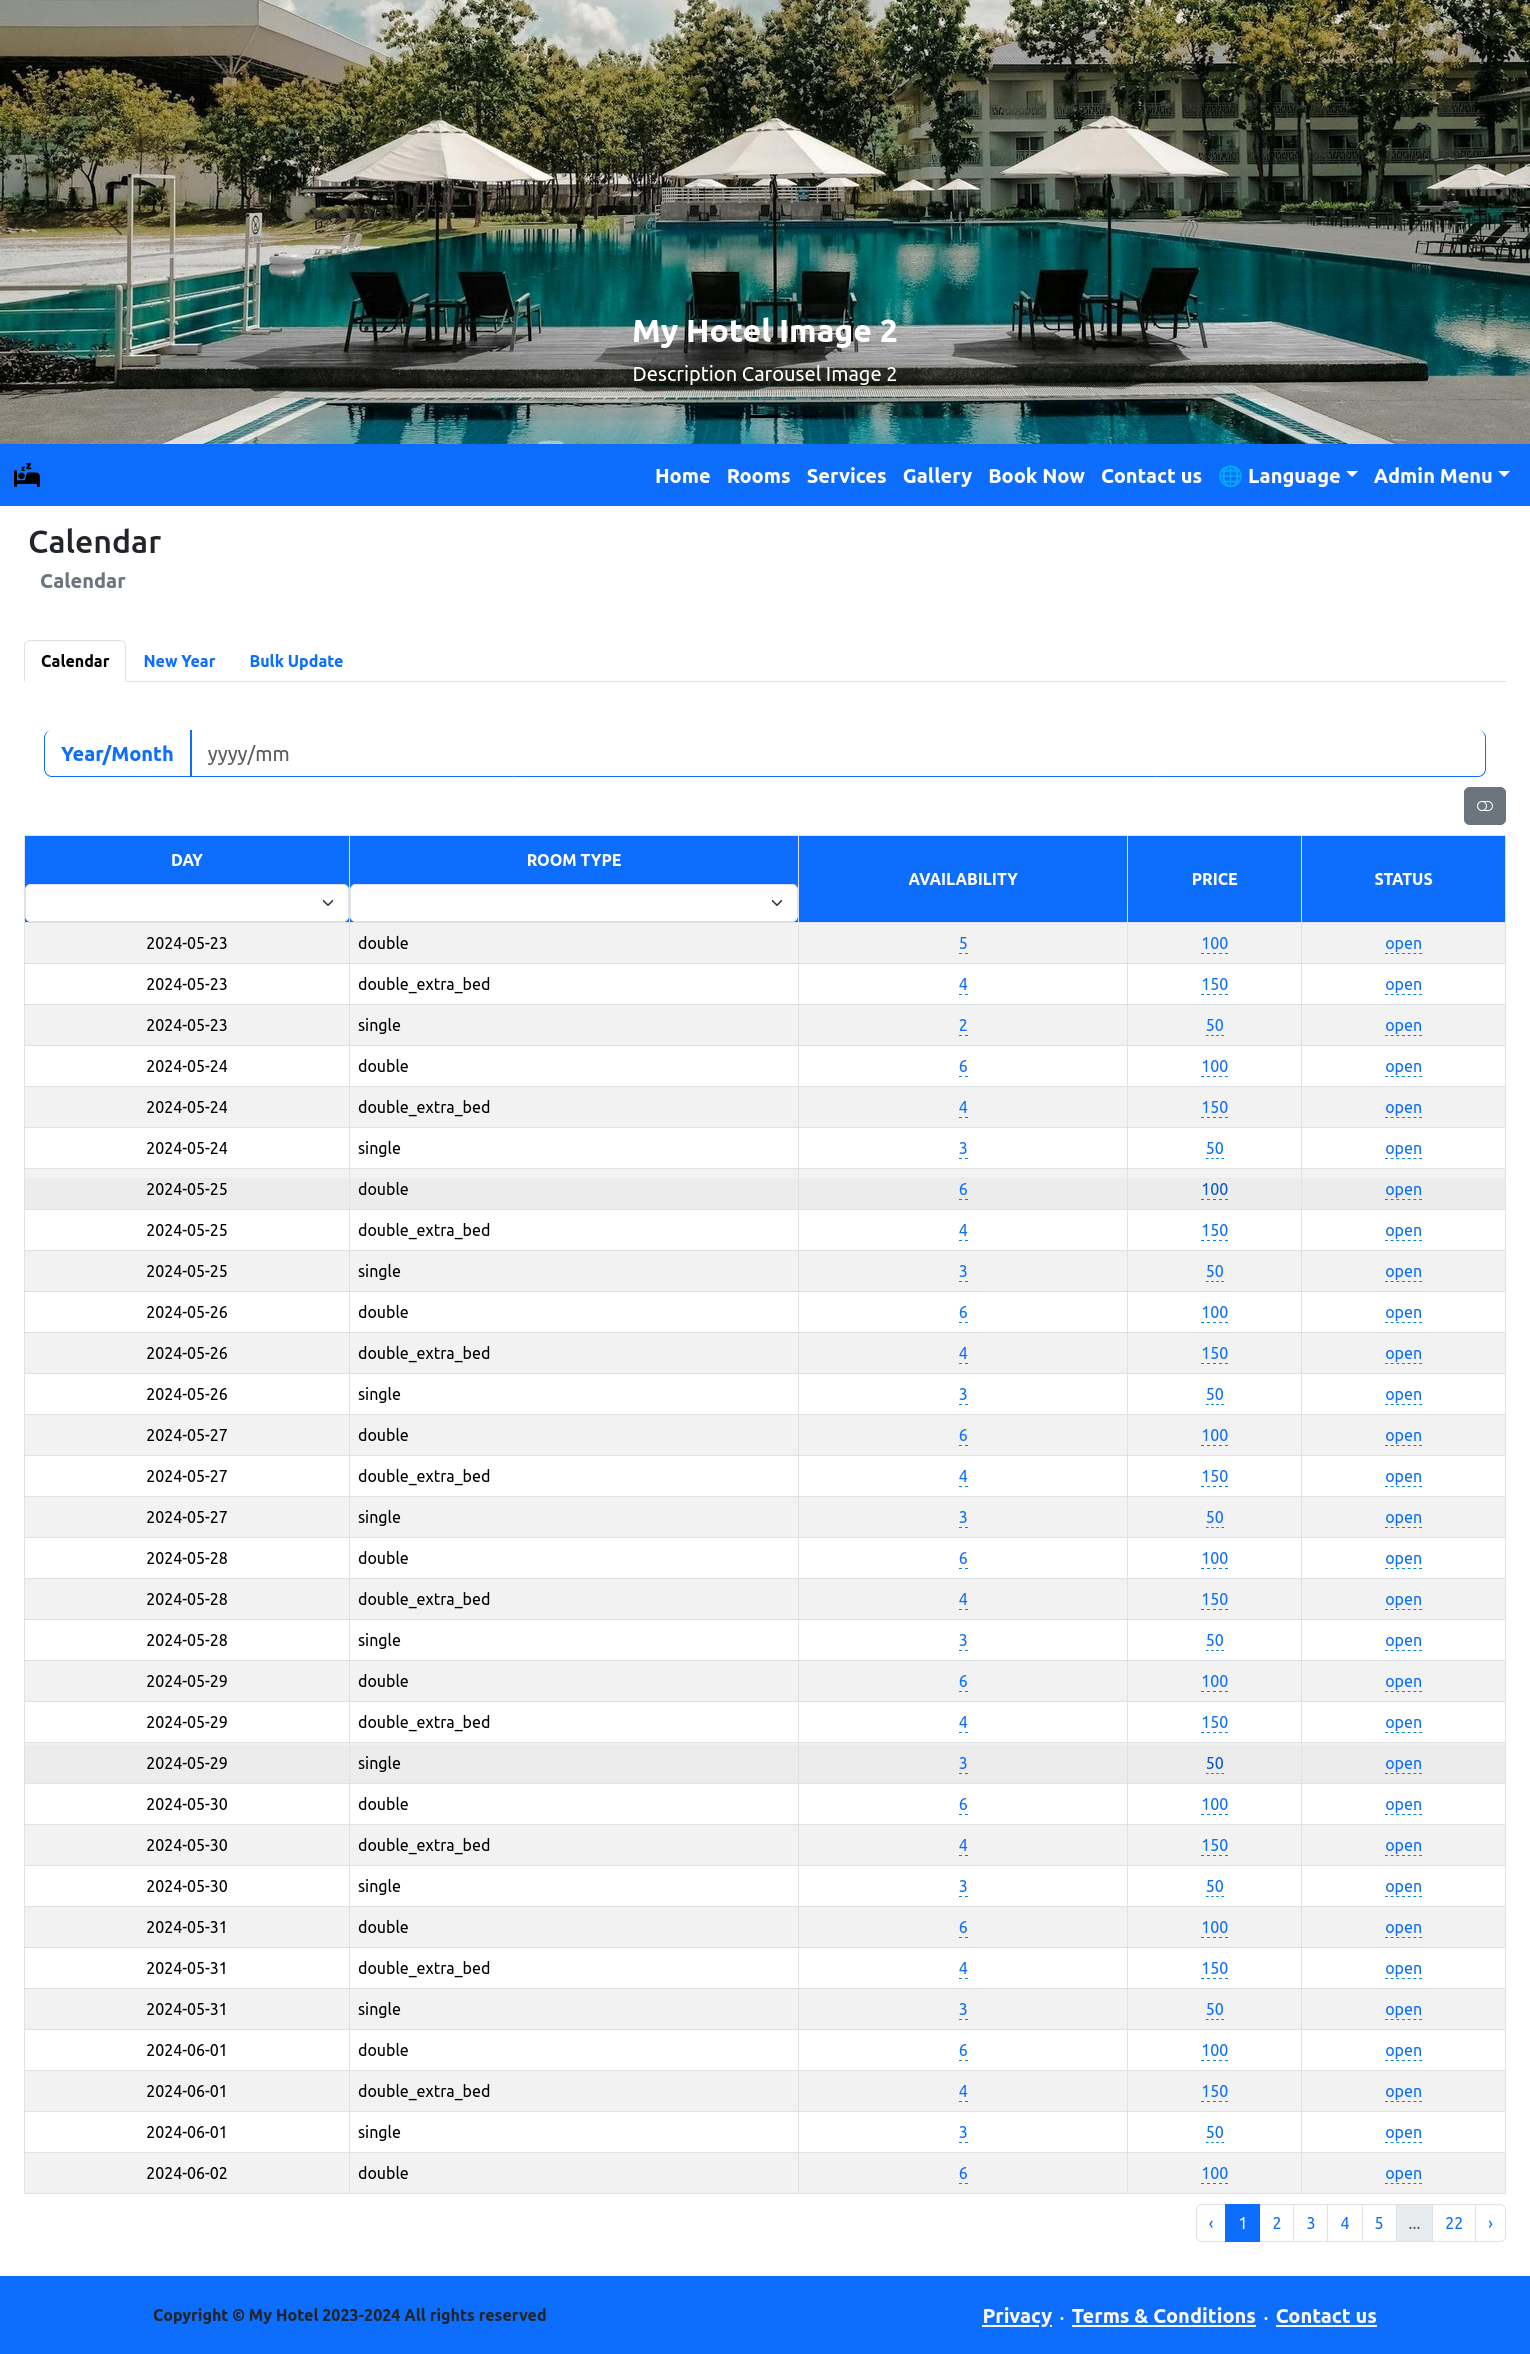 My Hotel Image 2
Description Carousel Image 2
Home Rooms Services Gallery Book Now Contact us 🌐 Language Admin Menu
Calendar
Calendar
Calendar New Year Bulk Update
Year/Month yyyy/mm
DAY ROOM TYPE AVAILABILITY PRICE STATUS
2024-05-23 double 5 100 open
2024-05-23 double_extra_bed 4 150 open
2024-05-23 single 2 50 open
2024-05-24 double 6 100 open
2024-05-24 double_extra_bed 4 150 open
2024-05-24 single 3 50 open
2024-05-25 double 6 100 open
2024-05-25 double_extra_bed 4 150 open
2024-05-25 single 3 50 open
2024-05-26 double 6 100 open
2024-05-26 double_extra_bed 4 150 open
2024-05-26 single 3 50 open
2024-05-27 double 6 100 open
2024-05-27 double_extra_bed 4 150 open
2024-05-27 single 3 50 open
2024-05-28 double 6 100 open
2024-05-28 double_extra_bed 4 150 open
2024-05-28 single 3 50 open
2024-05-29 double 6 100 open
2024-05-29 double_extra_bed 4 150 open
2024-05-29 single 3 50 open
2024-05-30 double 6 100 open
2024-05-30 double_extra_bed 4 150 open
2024-05-30 single 3 50 open
2024-05-31 double 6 100 open
2024-05-31 double_extra_bed 4 150 open
2024-05-31 single 3 50 open
2024-06-01 double 6 100 open
2024-06-01 double_extra_bed 4 150 open
2024-06-01 single 3 50 open
2024-06-02 double 6 100 open
‹ 1 2 3 4 5 ... 22 ›
Copyright © My Hotel 2023-2024 All rights reserved Privacy · Terms & Conditions · Contact us